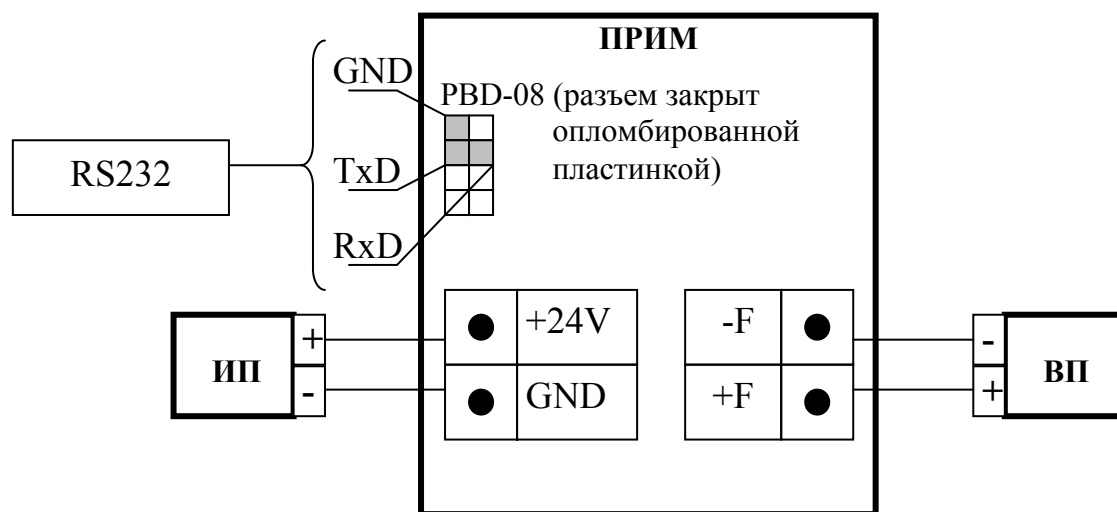 ПРИМ
GND
PBD-08 (разъем закрыт
опломбированной
пластинкой)
RS232
TxD
RxD
+24V
-F
+
-
ИП
ВП
-
+
GND
+F